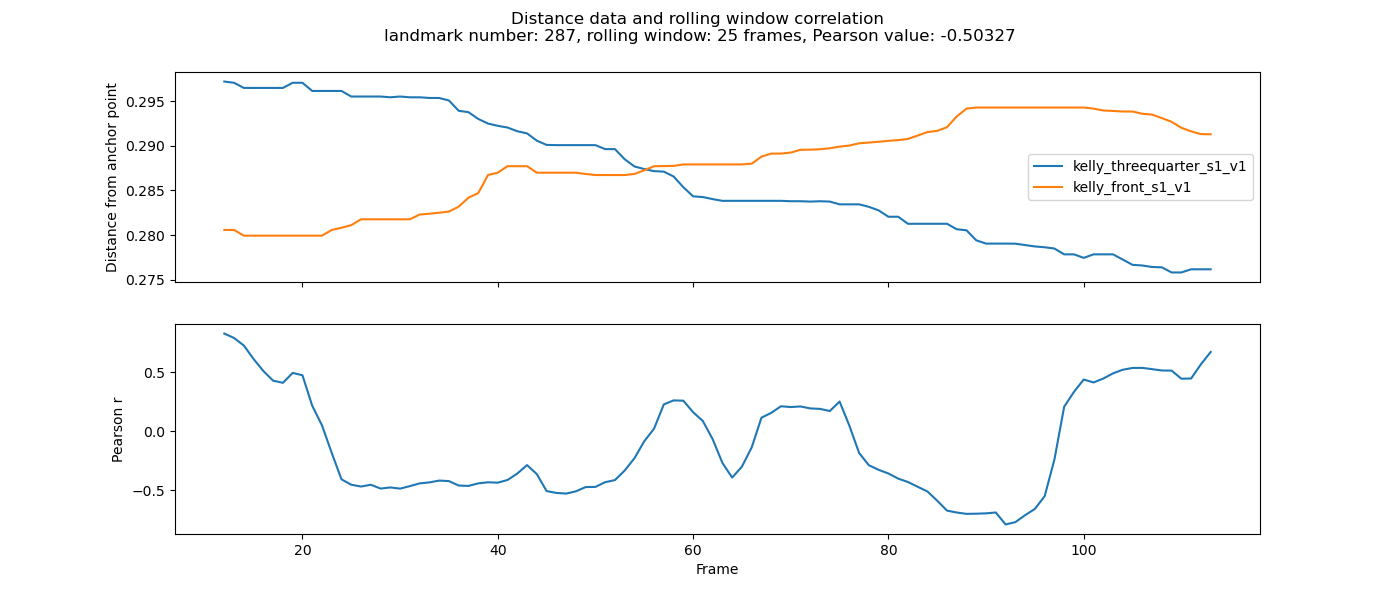 Distance data and rolling window correlation
landmark number: 287, rolling window: 25 frames, Pearson value: -0.50327
Distance from anchor point
0.295
0.290
0.285
0.280
0.275
kelly_threequarter_s1_v1
kelly_front_s1_v1
Pearson r
0.5
0.0
−0.5
20
40
60
80
100
Frame